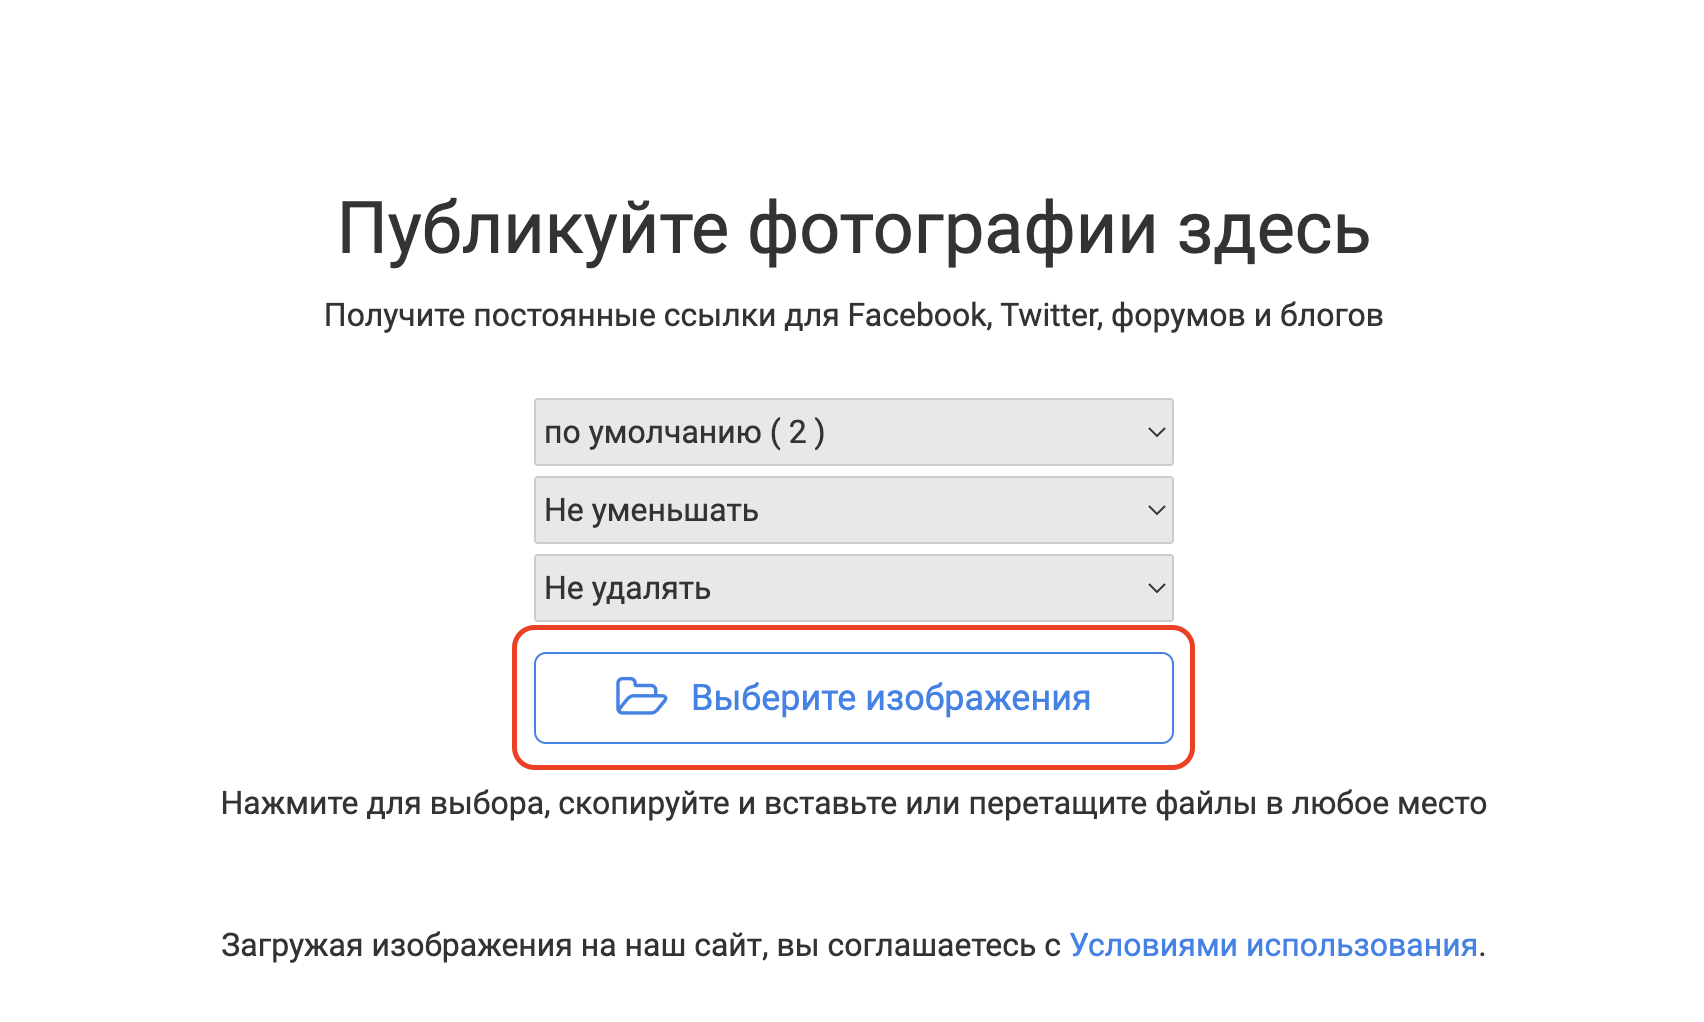 Публикуйте фотографии здесь
Получите постоянные ссылки для Facebook, Twitter, форумов и блогов
по умолчанию ( 2 )
Не уменьшать
Не удалять
Выберите изображения
Нажмите для выбора, скопируйте и вставьте или перетащите файлы в любое место
Загружая изображения на наш сайт, вы соглашаетесь с Условиями использования.